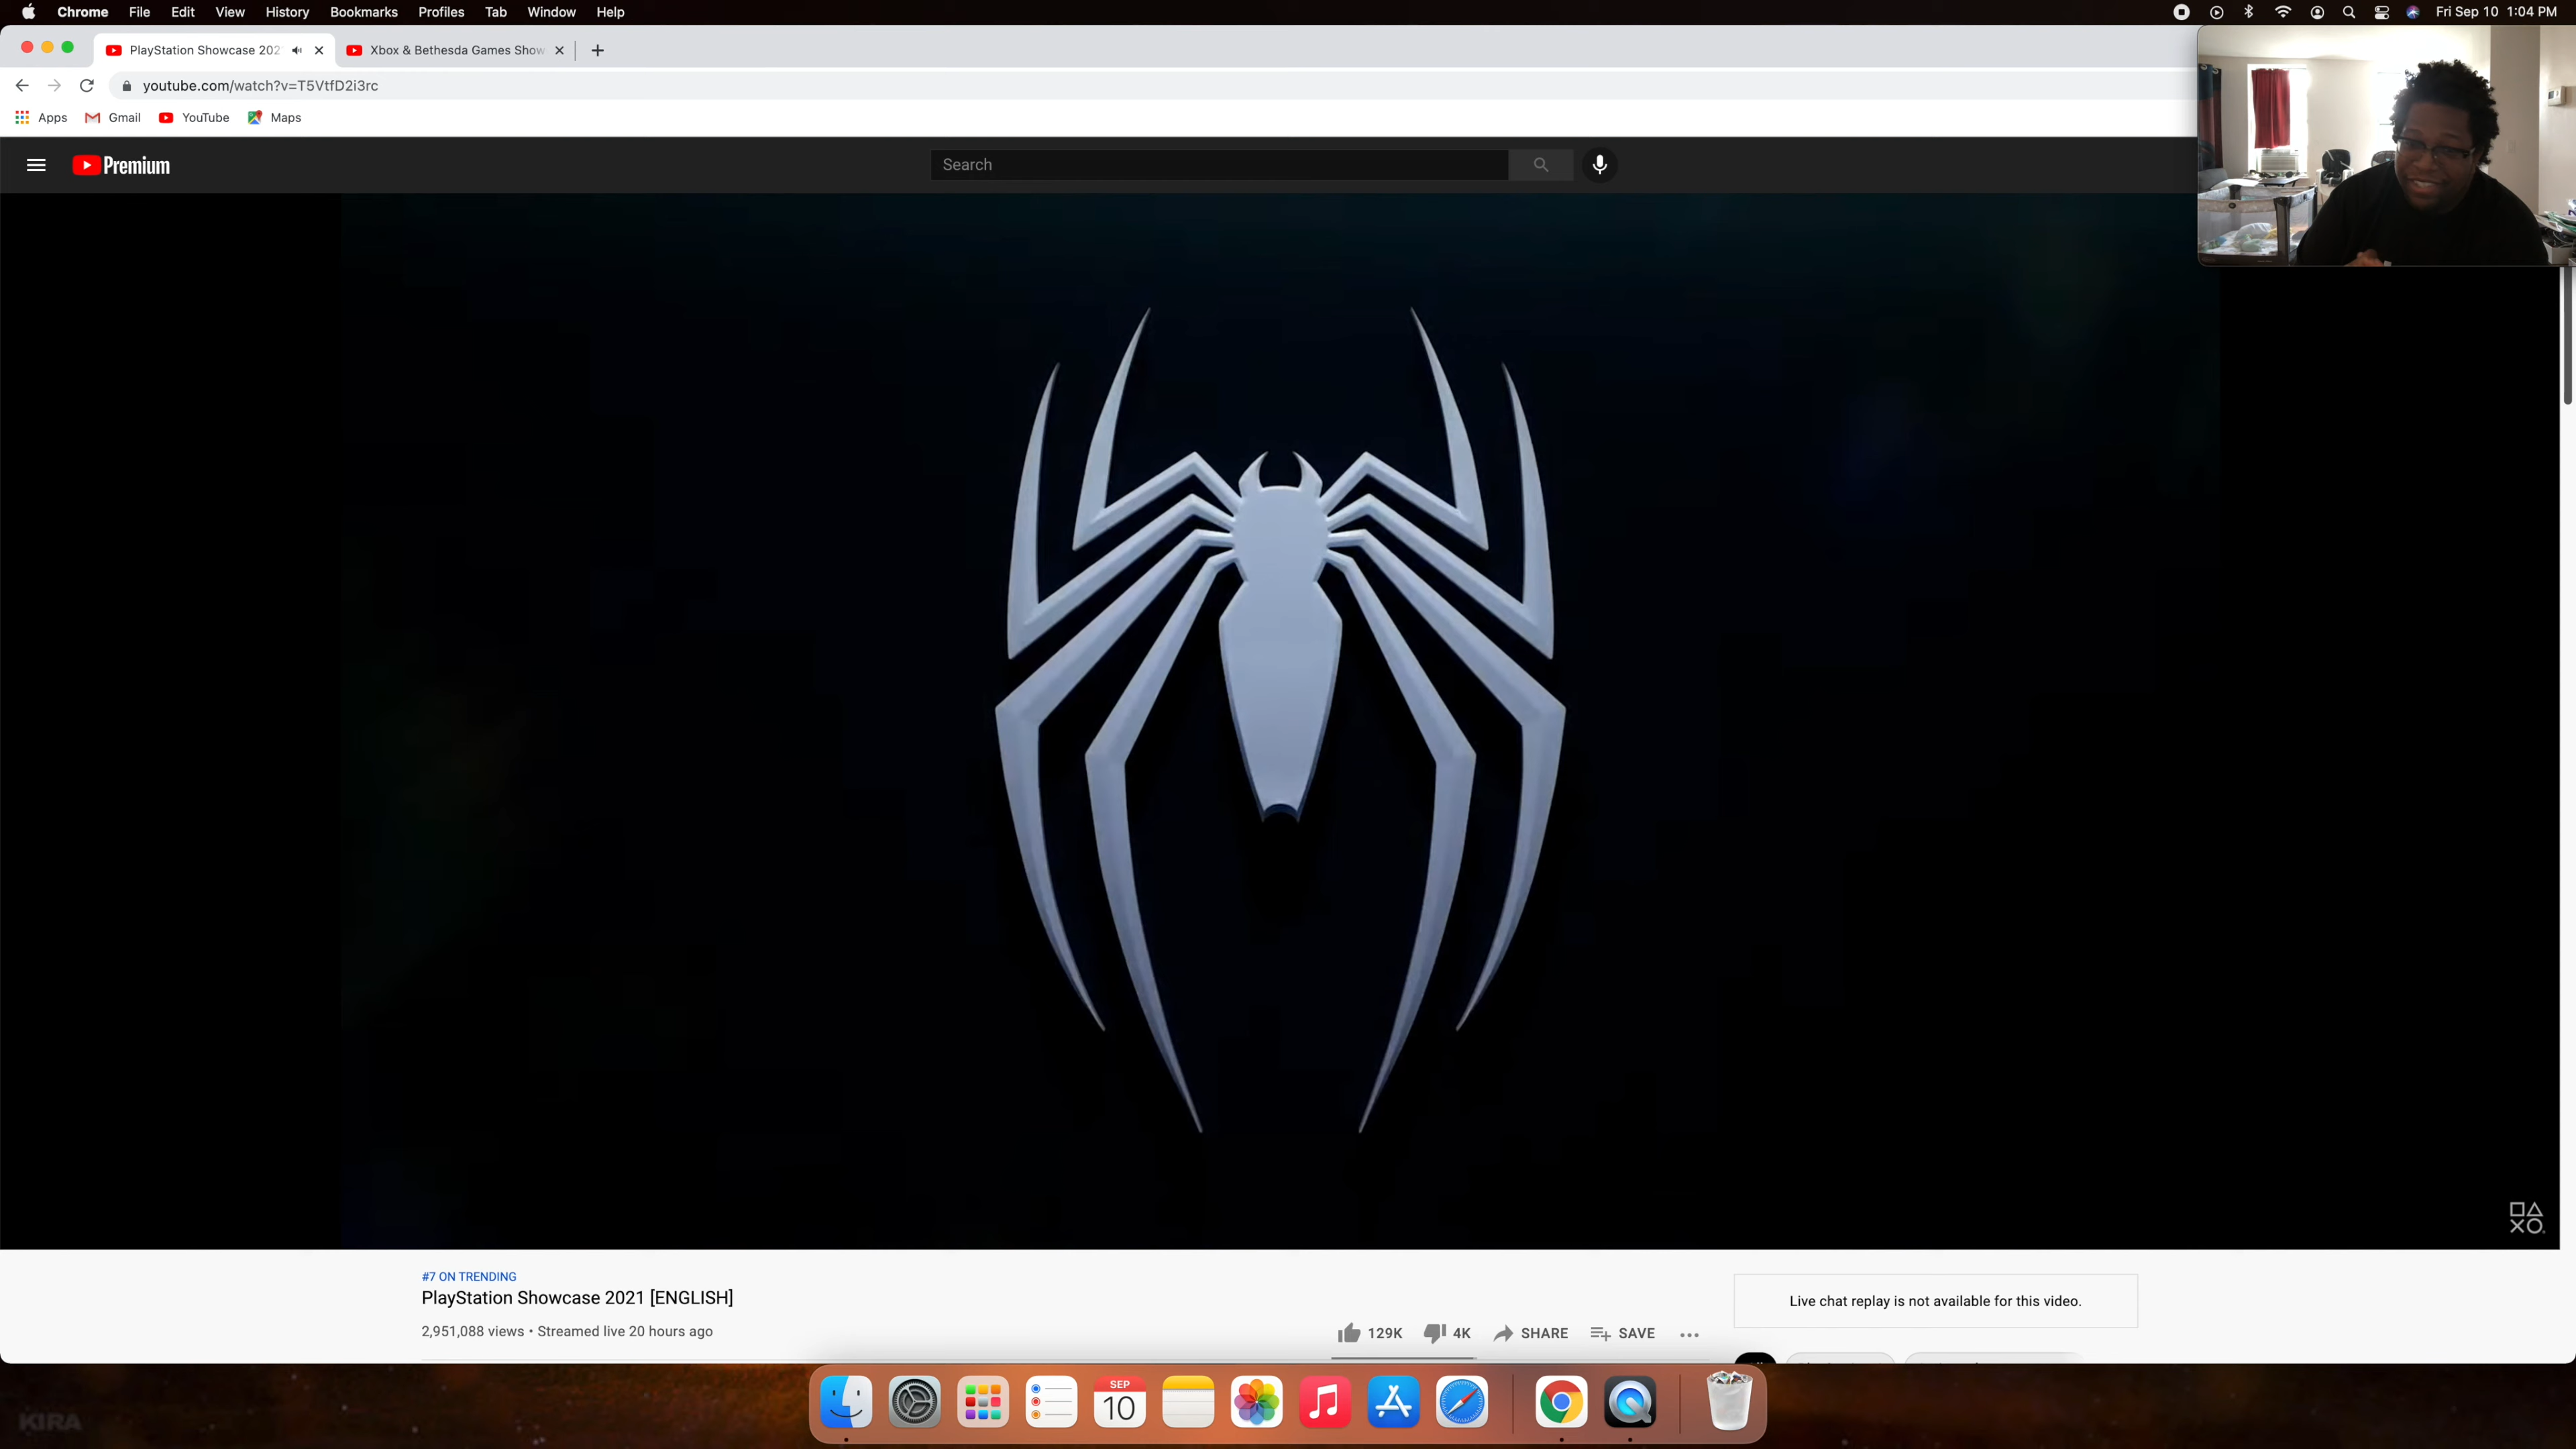 Chrome File Edit View History Bookmarks Profiles Tab Window Help Fri Sep 10 1:04 PM
PlayStation Showcase 202 Xbox & Bethesda Games Show
youtube.com/watch?v=T5VtfD2i3rc
Apps Gmail YouTube Maps
Premium Search
#7 ON TRENDING
PlayStation Showcase 2021 [ENGLISH]
2,951,088 views • Streamed live 20 hours ago
129K 4K SHARE SAVE
Live chat replay is not available for this video.
SEP
10
KIRA